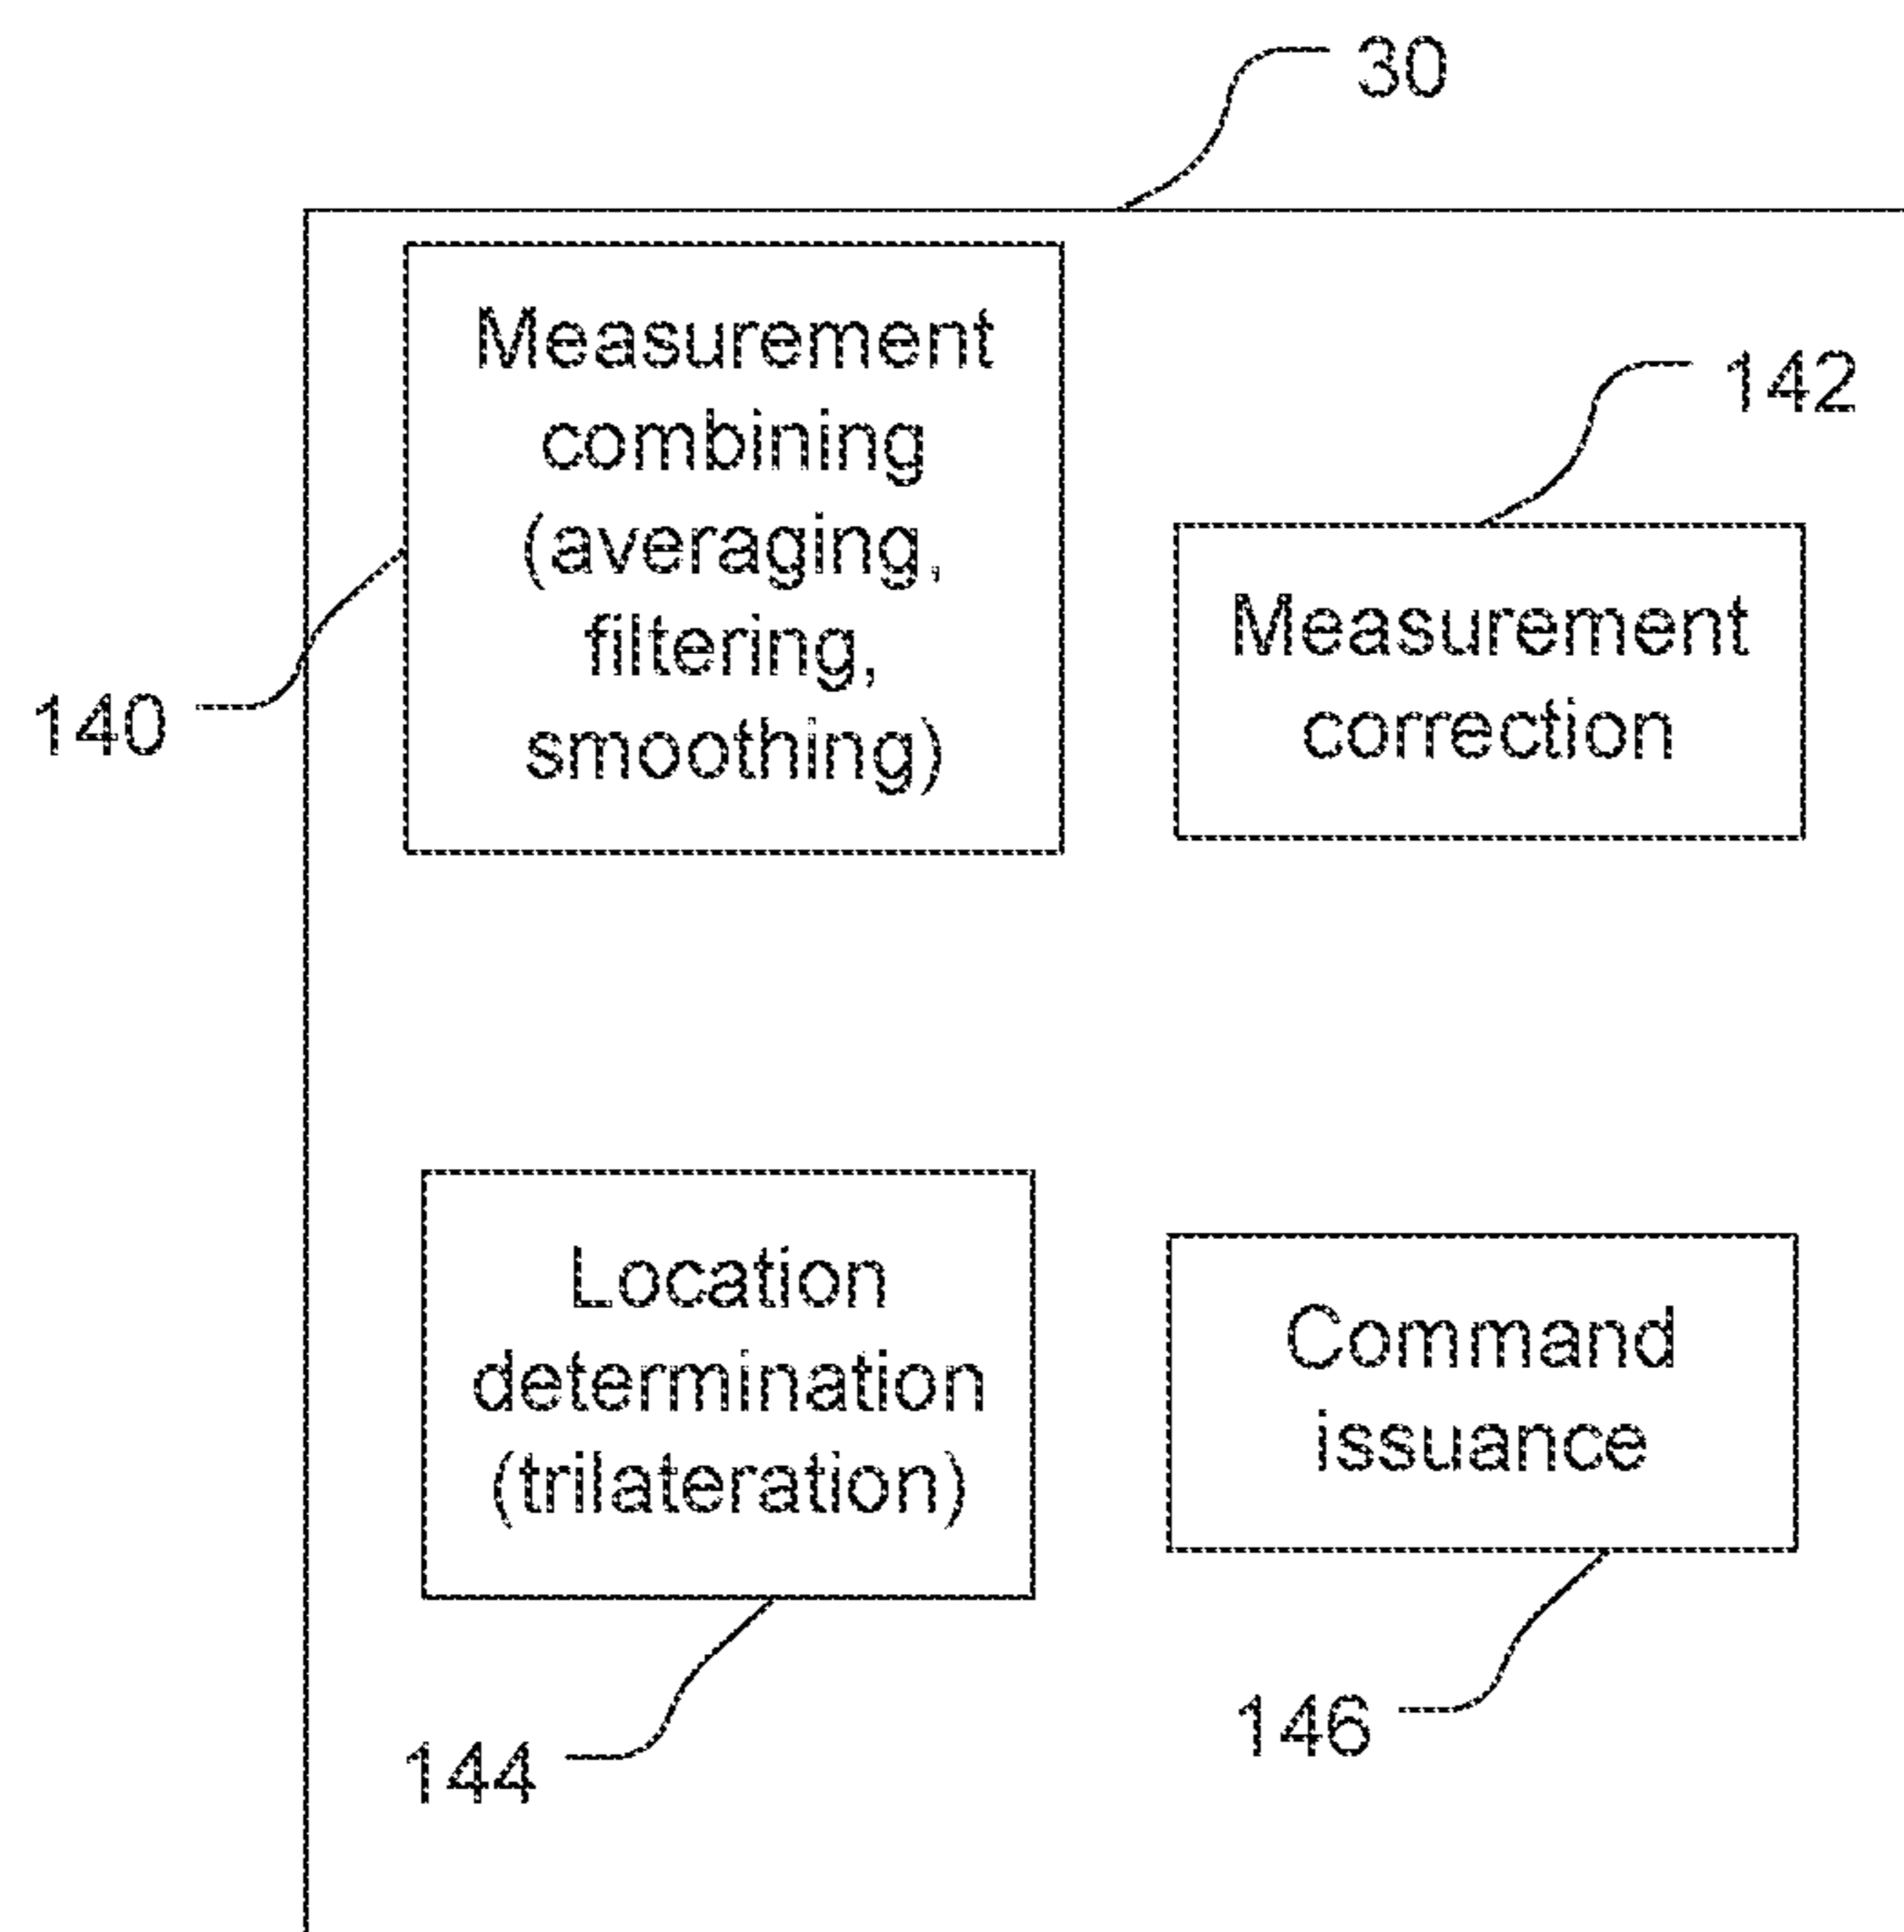 30
Measurement
combining
(averaging,
filtering,
smoothing)
140
142
Measurement
correction
Location
determination
(trilateration)
144
Command
issuance
146